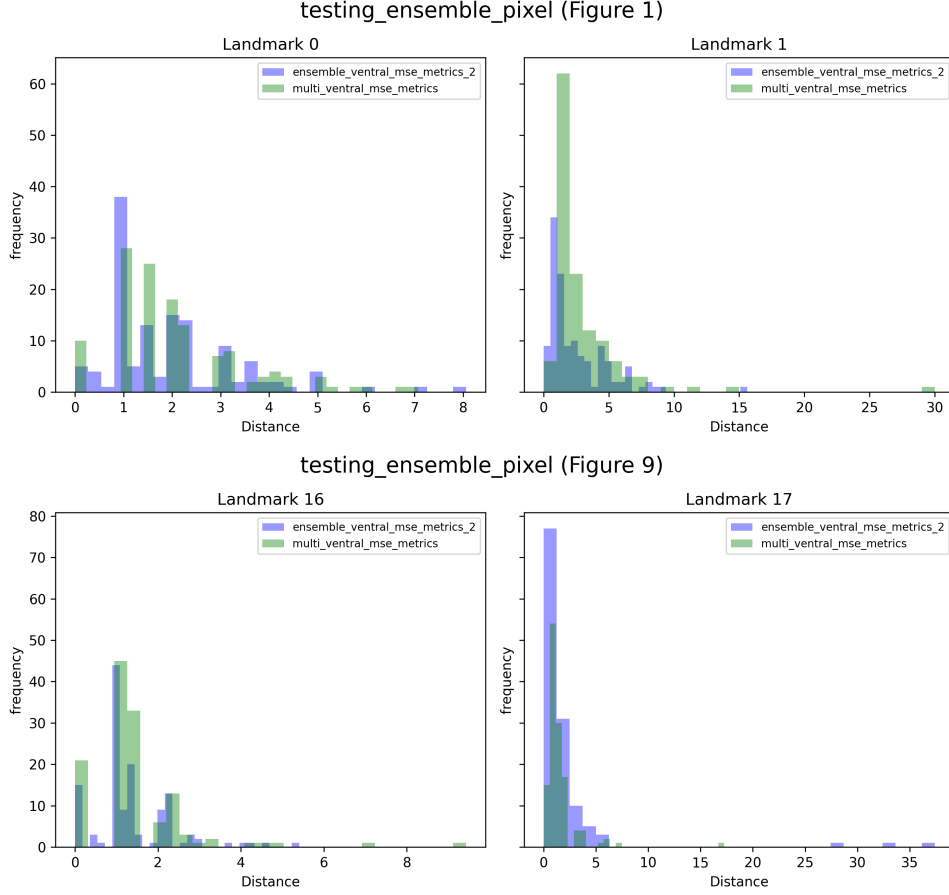 testing_ensemble_pixel (Figure 1)
Landmark 0
ensemble_ventral_mse_metrics_2
multi_ventral_mse_metrics
frequency
60
50
40
30
20
10
0
0 1 2 3 4 5 6 7 8
Distance
Landmark 1
ensemble_ventral_mse_metrics_2
multi_ventral_mse_metrics
frequency
0 5 10 15 20 25 30
Distance
testing_ensemble_pixel (Figure 9)
Landmark 16
ensemble_ventral_mse_metrics_2
multi_ventral_mse_metrics
frequency
80
70
60
50
40
30
20
10
0
0 2 4 6 8
Distance
Landmark 17
ensemble_ventral_mse_metrics_2
multi_ventral_mse_metrics
frequency
0 5 10 15 20 25 30 35
Distance